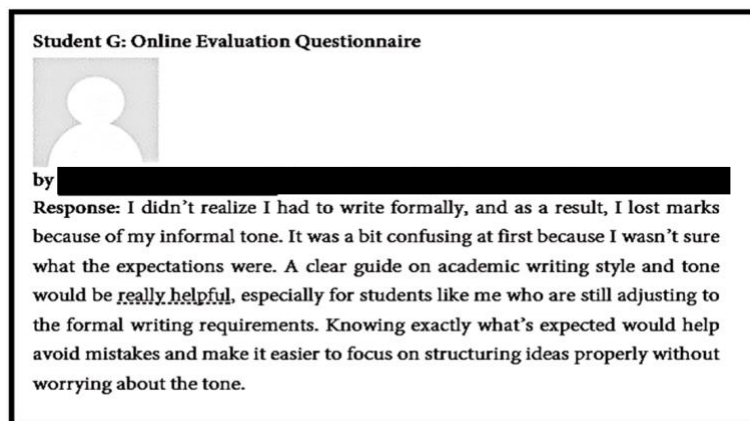 Student G: Online Evaluation Questionnaire
by
Response: I didn’t realize I had to write formally, and as a result, I lost marks
because of my informal tone. It was a bit confusing at first because I wasn’t sure
what the expectations were. A clear guide on academic writing style and tone
would be really helpful, especially for students like me who are still adjusting to
the formal writing requirements. Knowing exactly what’s expected would help
avoid mistakes and make it easier to focus on structuring ideas properly without
worrying about the tone.